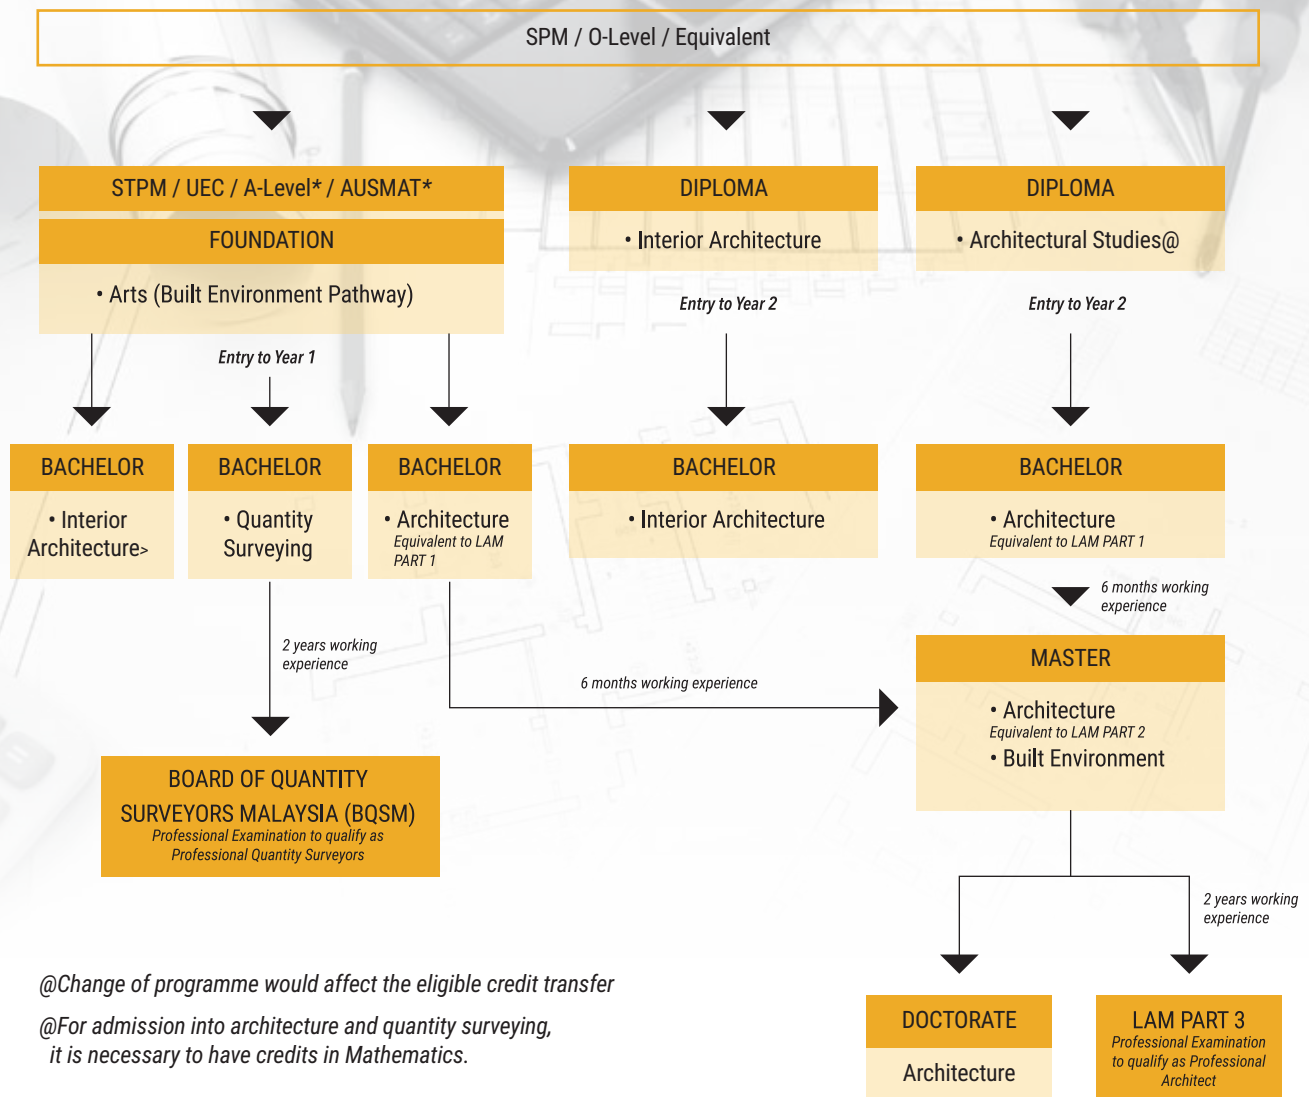 SPM / O-Level / Equivalent
STPM / UEC / A-Level* / AUSMAT*
FOUNDATION
• Arts (Built Environment Pathway)
DIPLOMA
• Interior Architecture
DIPLOMA
• Architectural Studies@
Entry to Year 1
Entry to Year 2
Entry to Year 2
BACHELOR
• Interior
Architecture>
BACHELOR
• Quantity
Surveying
BACHELOR
• Architecture
Equivalent to LAM
PART 1
BACHELOR
• Interior Architecture
BACHELOR
• Architecture
Equivalent to LAM PART 1
6 months working
experience
2 years working
experience
6 months working experience
MASTER
• Architecture
Equivalent to LAM PART 2
• Built Environment
BOARD OF QUANTITY
SURVEYORS MALAYSIA (BQSM)
Professional Examination to qualify as
Professional Quantity Surveyors
2 years working
experience
DOCTORATE
Architecture
LAM PART 3
Professional Examination
to qualify as Professional
Architect
@Change of programme would affect the eligible credit transfer
@For admission into architecture and quantity surveying,
it is necessary to have credits in Mathematics.